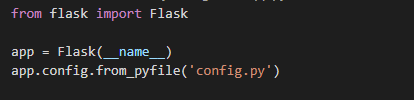 from flask import Flask
app = Flask(__name__)
app.config.from_pyfile('config.py')